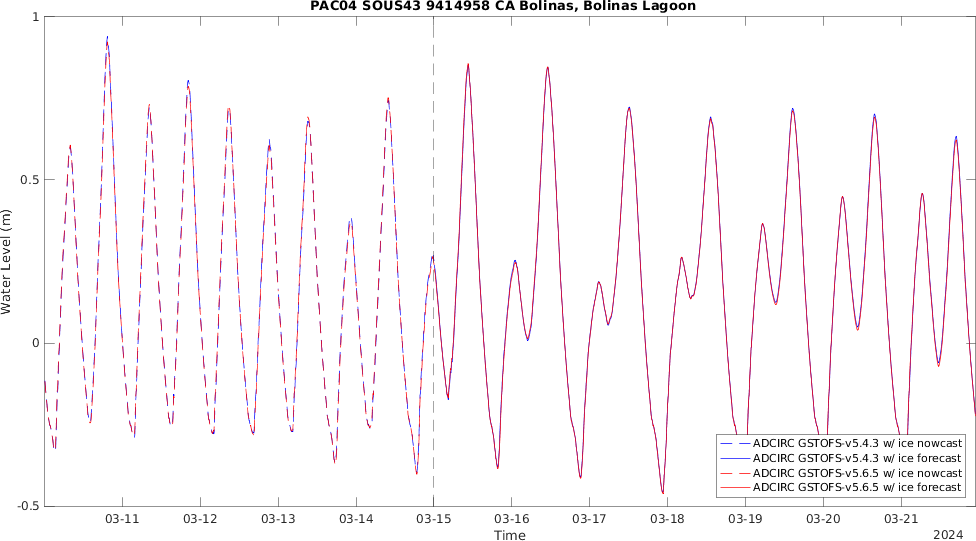 PAC04 SOUS43 9414958 CA Bolinas, Bolinas Lagoon
1
0.5
0
-0.5
Water Level (m)
ADCIRC GSTOFS-v5.4.3 w/ ice nowcast
ADCIRC GSTOFS-v5.4.3 w/ ice forecast
ADCIRC GSTOFS-v5.6.5 w/ ice nowcast
ADCIRC GSTOFS-v5.6.5 w/ ice forecast
03-11 03-12 03-13 03-14 03-15 03-16 03-17 03-18 03-19 03-20 03-21
Time
2024